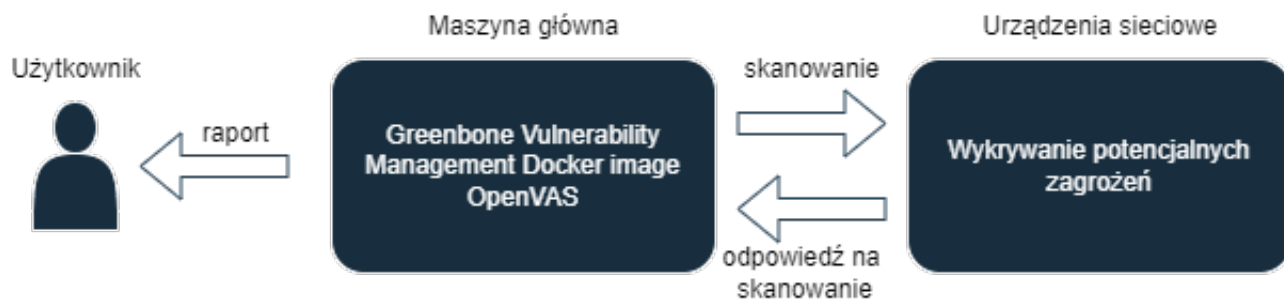 Maszyna główna
Urządzenia sieciowe
Użytkownik
raport
Greenbone Vulnerability
Management Docker image
OpenVAS
skanowanie
odpowiedź na
skanowanie
Wykrywanie potencjalnych
zagrożeń